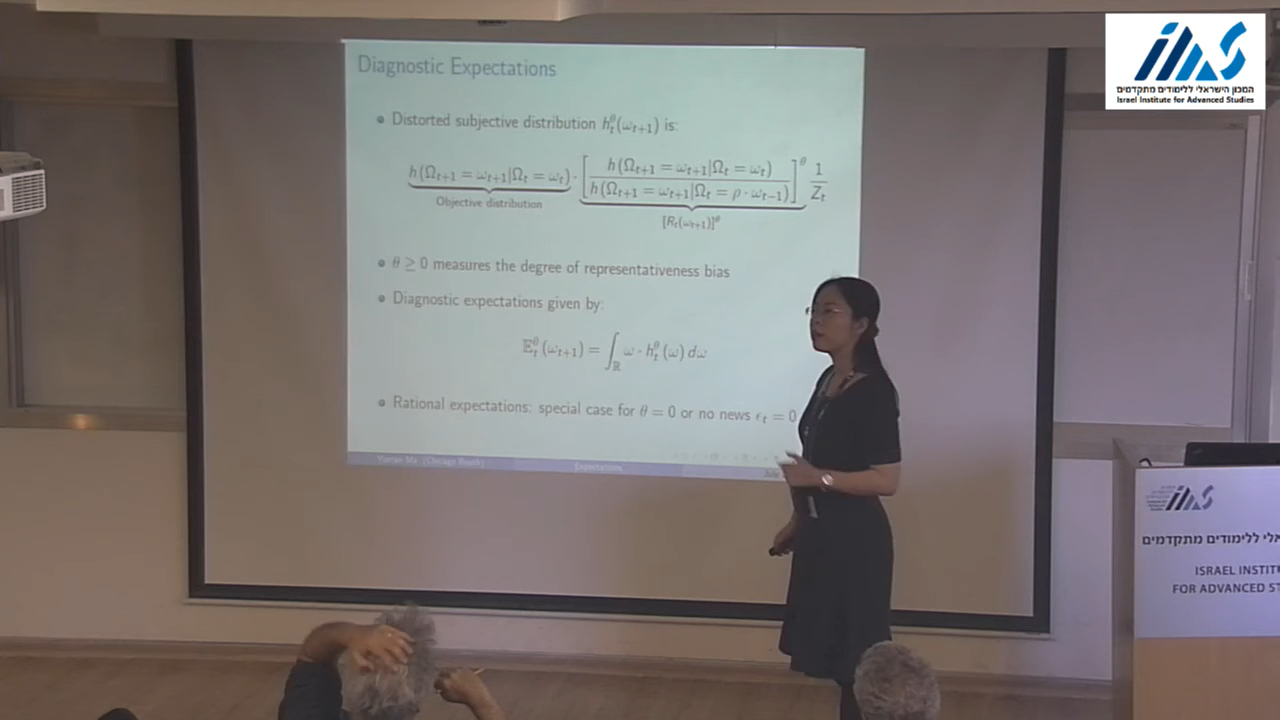 Diagnostic Expectations
Distorted subjective distribution h_t^θ(ω_{t+1}) is:
h(Ω_{t+1} = ω_{t+1}|Ω_t = ω_t) · [h(Ω_{t+1} = ω_{t+1}|Ω_t = ω_t) / h(Ω_{t+1} = ω_{t+1}|Ω_t = ρ · ω_{t−1})]^θ 1/Z_t
Objective distribution
[R_t(ω_{t+1})]^θ
θ ≥ 0 measures the degree of representativeness bias
Diagnostic expectations given by:
𝔼_t^θ(ω_{t+1}) = ∫_ℝ ω · h_t^θ(ω) dω
Rational expectations: special case for θ = 0 or no news ϵ_t = 0
Yueran Ma (Chicago Booth)
Expectations
המכון הישראלי ללימודים מתקדמים
Israel Institute for Advanced Studies
ללימודים מתקדמים
ISRAEL INSTIT
FOR ADVANCED ST